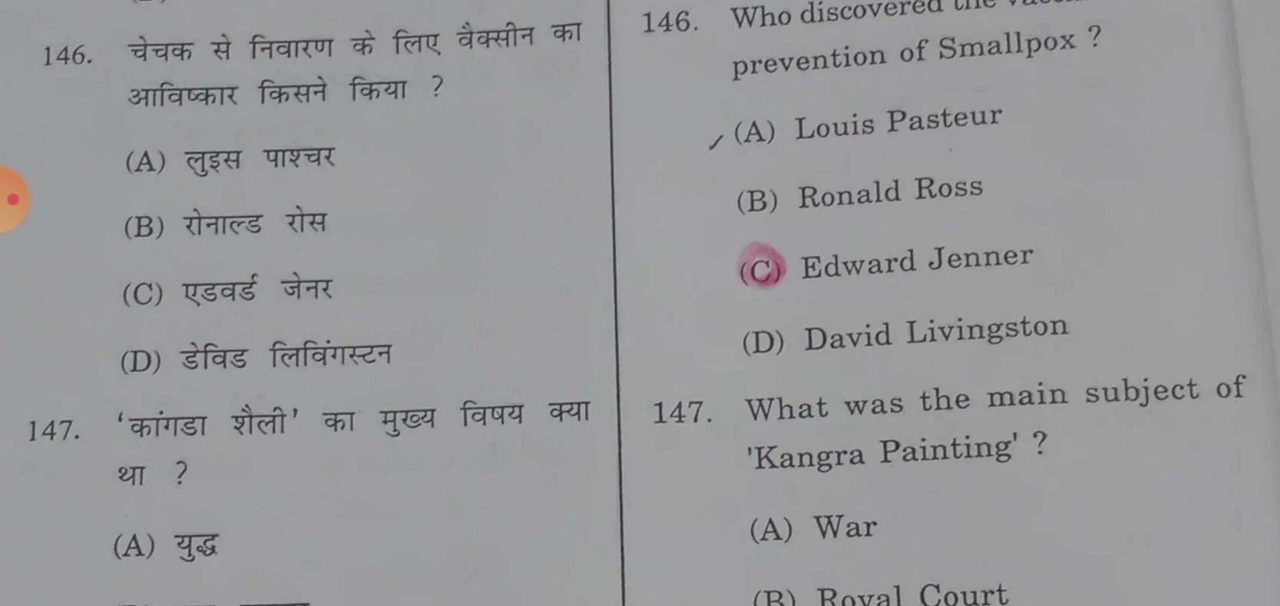 146. चेचक से निवारण के लिए वैक्सीन का
आविष्कार किसने किया ?
(A) लुइस पाश्चर
(B) रोनाल्ड रोस
(C) एडवर्ड जेनर
(D) डेविड लिविंगस्टन
147. 'कांगडा शैली' का मुख्य विषय क्या
था ?
(A) युद्ध
146. Who discovered the
prevention of Smallpox ?
(A) Louis Pasteur
(B) Ronald Ross
(C) Edward Jenner
(D) David Livingston
147. What was the main subject of
'Kangra Painting' ?
(A) War
(B) Royal Court